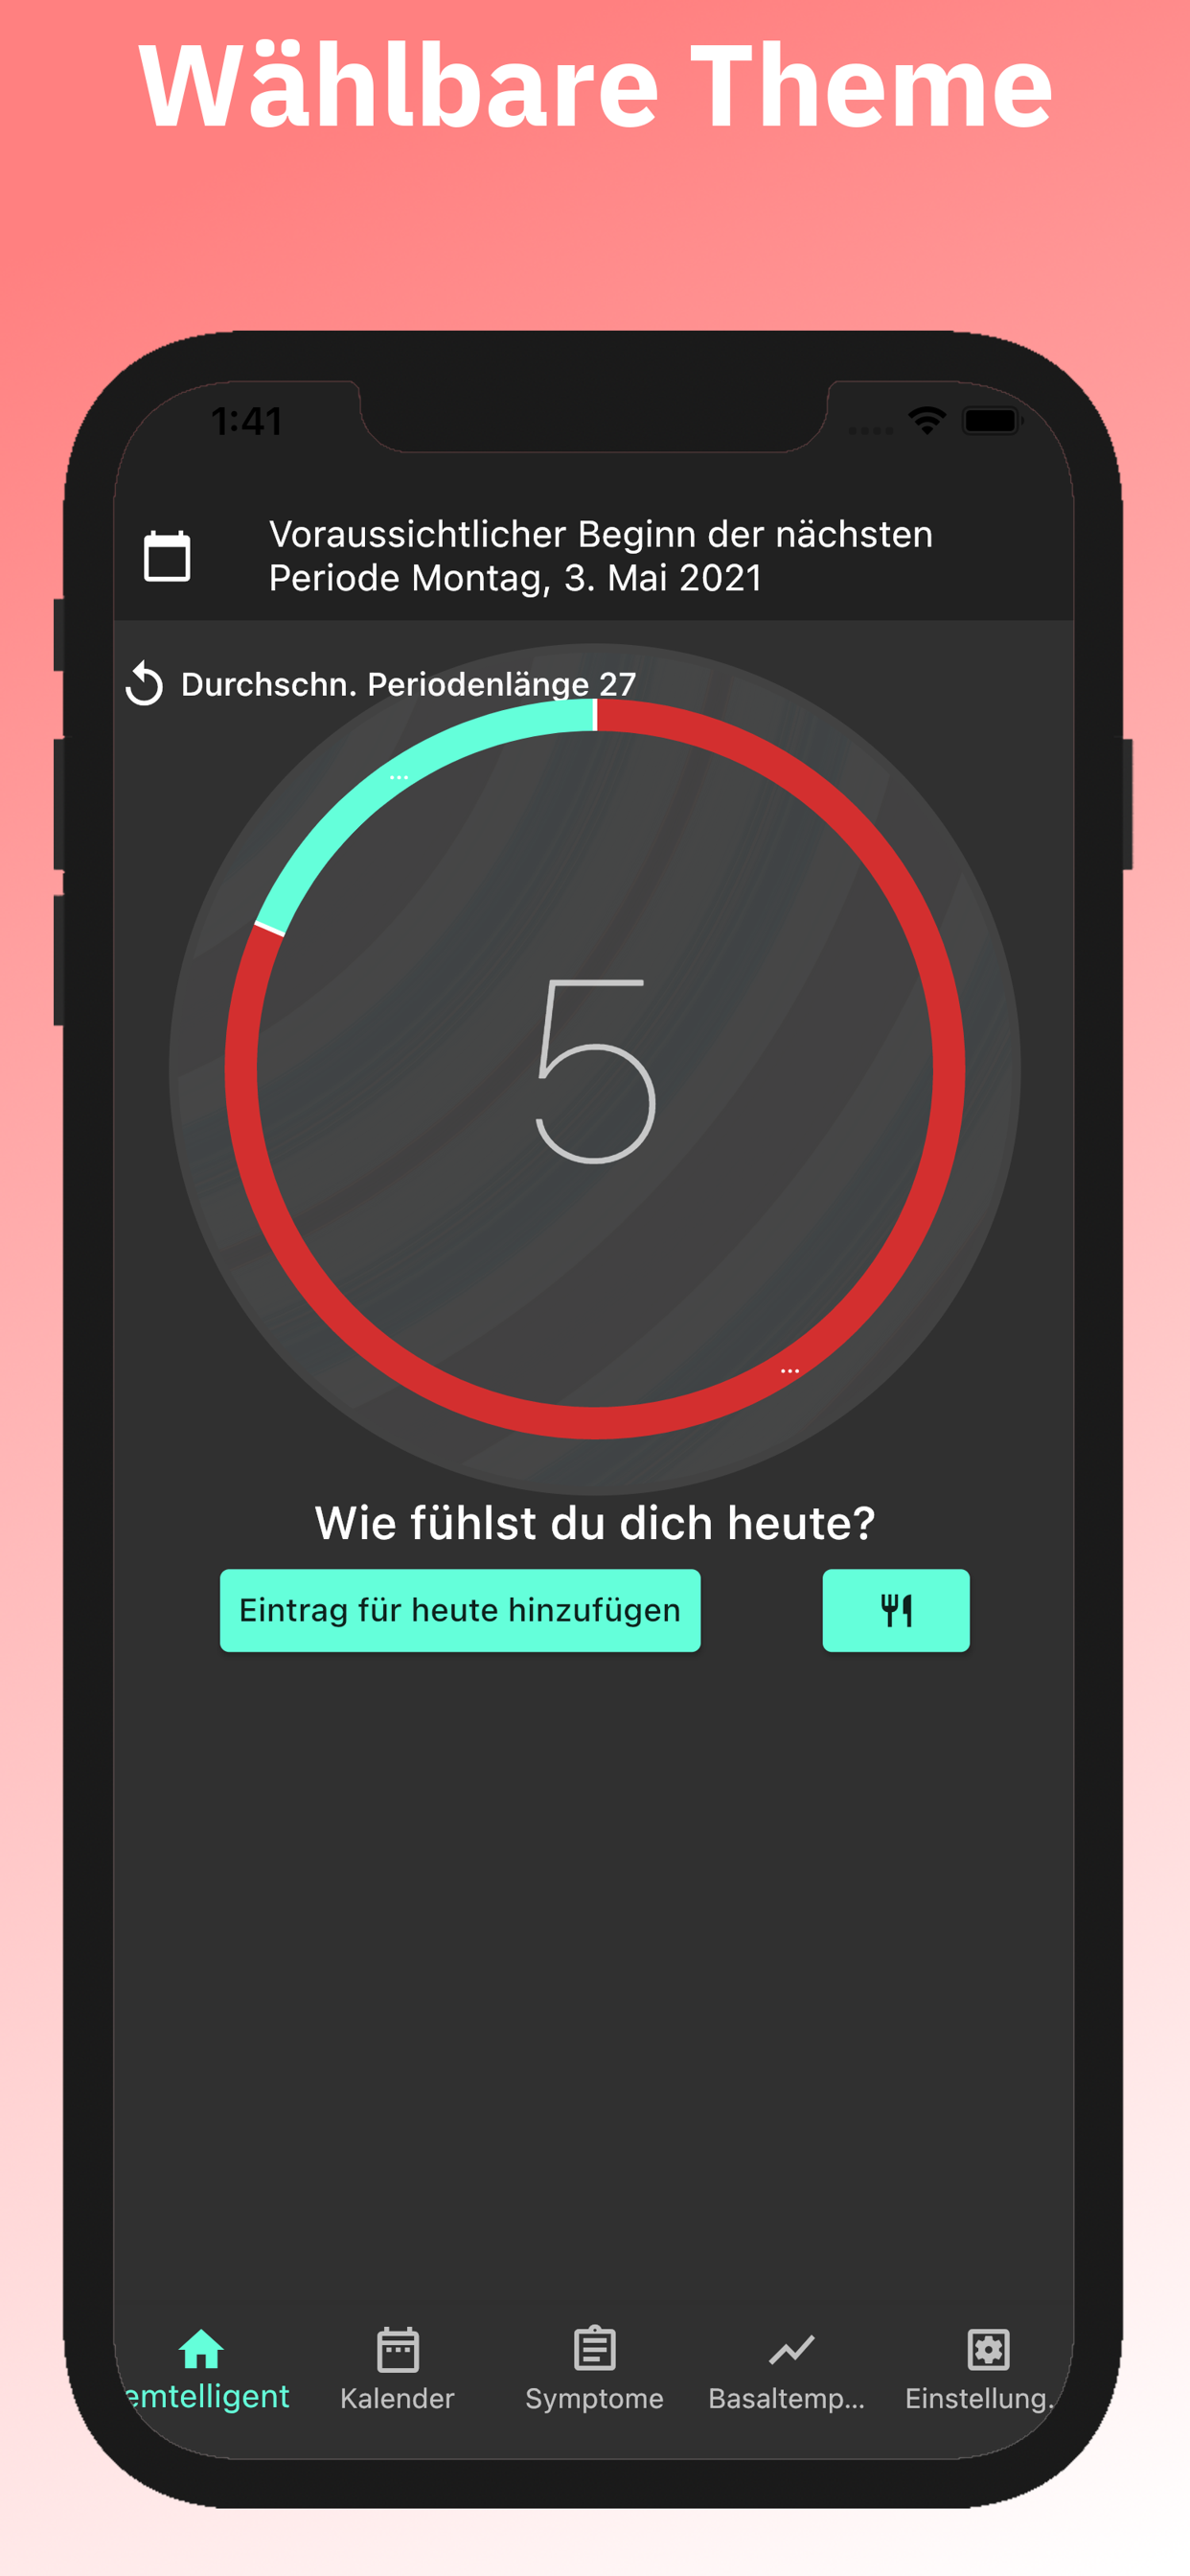 Wählbare Theme
1:41
Voraussichtlicher Beginn der nächsten
Periode Montag, 3. Mai 2021
Durchschn. Periodenlänge 27
...
5
...
Wie fühlst du dich heute?
Eintrag für heute hinzufügen
emtelligent
Kalender
Symptome
Basaltemp...
Einstellung.